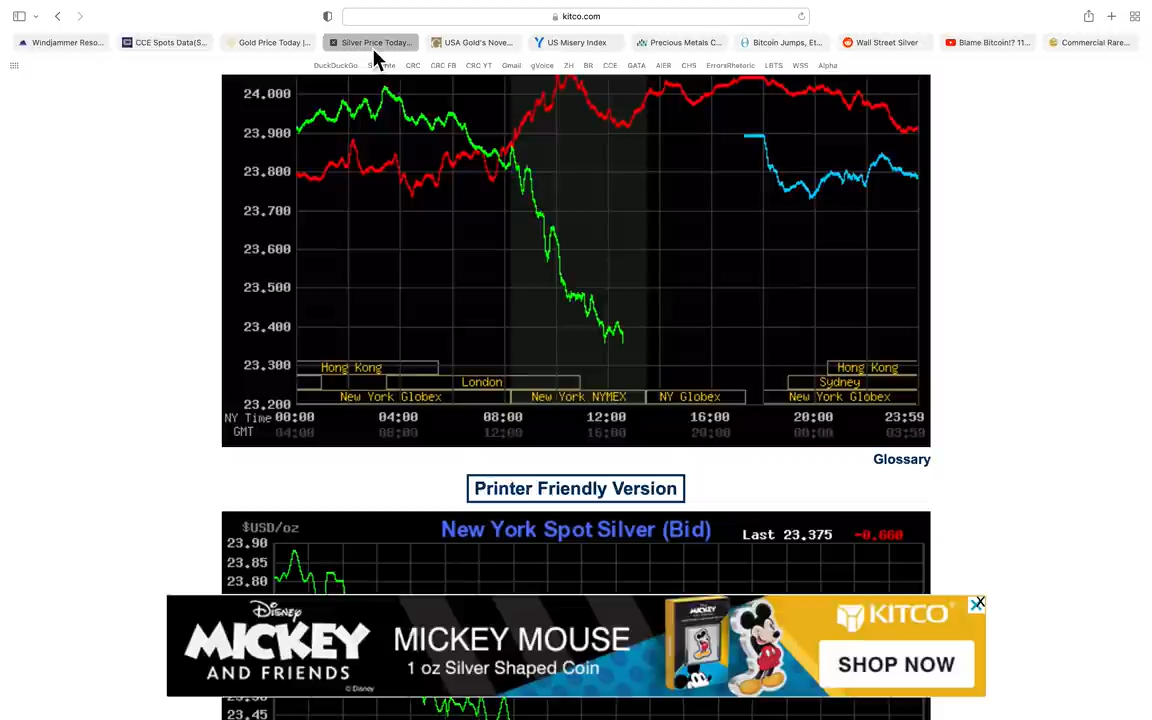 kitco.com
Windjammer Reso...
CCE Spots Data(S...
Gold Price Today |...
Silver Price Today...
USA Gold's Nove...
US Misery Index
Precious Metals C...
Bitcoin Jumps, Et...
Wall Street Silver
Blame Bitcoin!? 11...
Commercial Rare...
DuckDuckGo CRC CRC FB CRC YT Gmail gVoice ZH BR CCE GATA AIER CHS ErrorsRhetoric LBTS WSS Alpha
24,000
23,900
23,800
23,700
23,600
23,500
23,400
23,300
23,200
Hong Kong
Hong Kong
London
Sydney
New York Globex
New York NYMEX
NY Globex
New York Globex
NY Time 00:00 04:00 08:00 12:00 16:00 20:00 23:59
GMT 04:00 08:00 12:00 16:00 20:00 00:00 03:59
Glossary
Printer Friendly Version
$USD/oz New York Spot Silver (Bid) Last 23.375 -0.660
23.90
23.85
23.80
Disney
MICKEY
AND FRIENDS
© Disney
MICKEY MOUSE
1 oz Silver Shaped Coin
MICKEY
KITCO
SHOP NOW
X
23.50
23.45